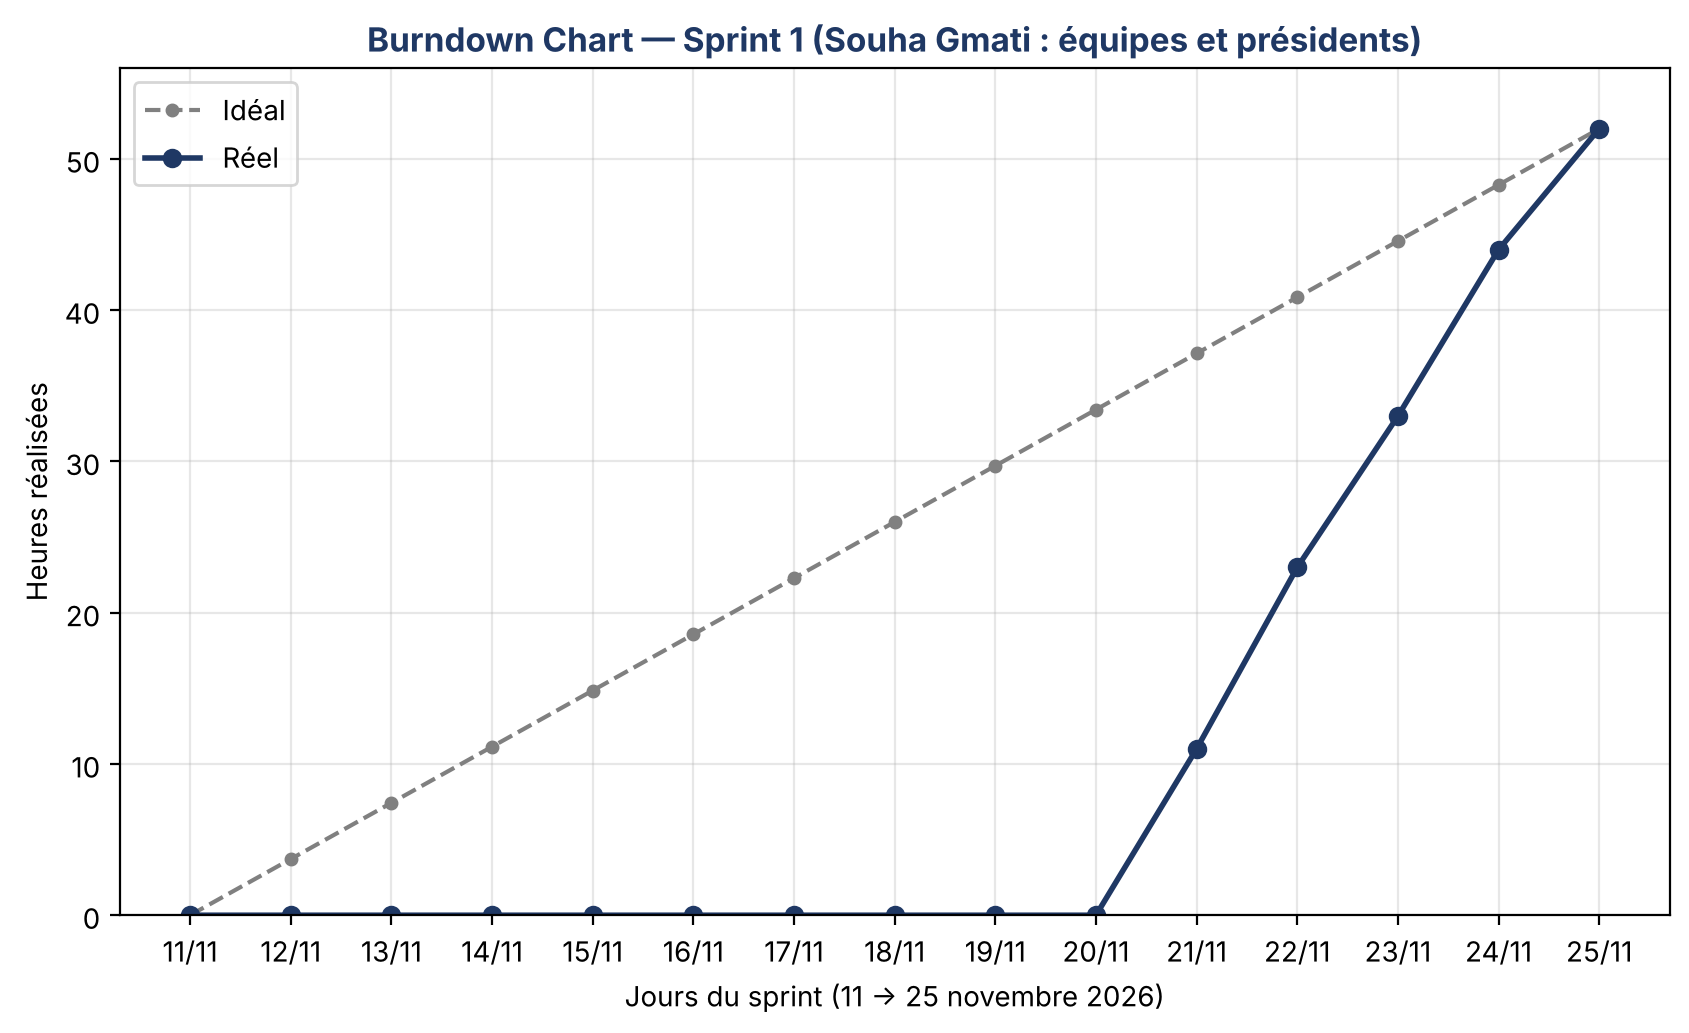 Burndown Chart — Sprint 1 (Souha Gmati : équipes et présidents)
Idéal
Réel
50
40
30
20
10
0
Heures réalisées
11/11 12/11 13/11 14/11 15/11 16/11 17/11 18/11 19/11 20/11 21/11 22/11 23/11 24/11 25/11
Jours du sprint (11 → 25 novembre 2026)